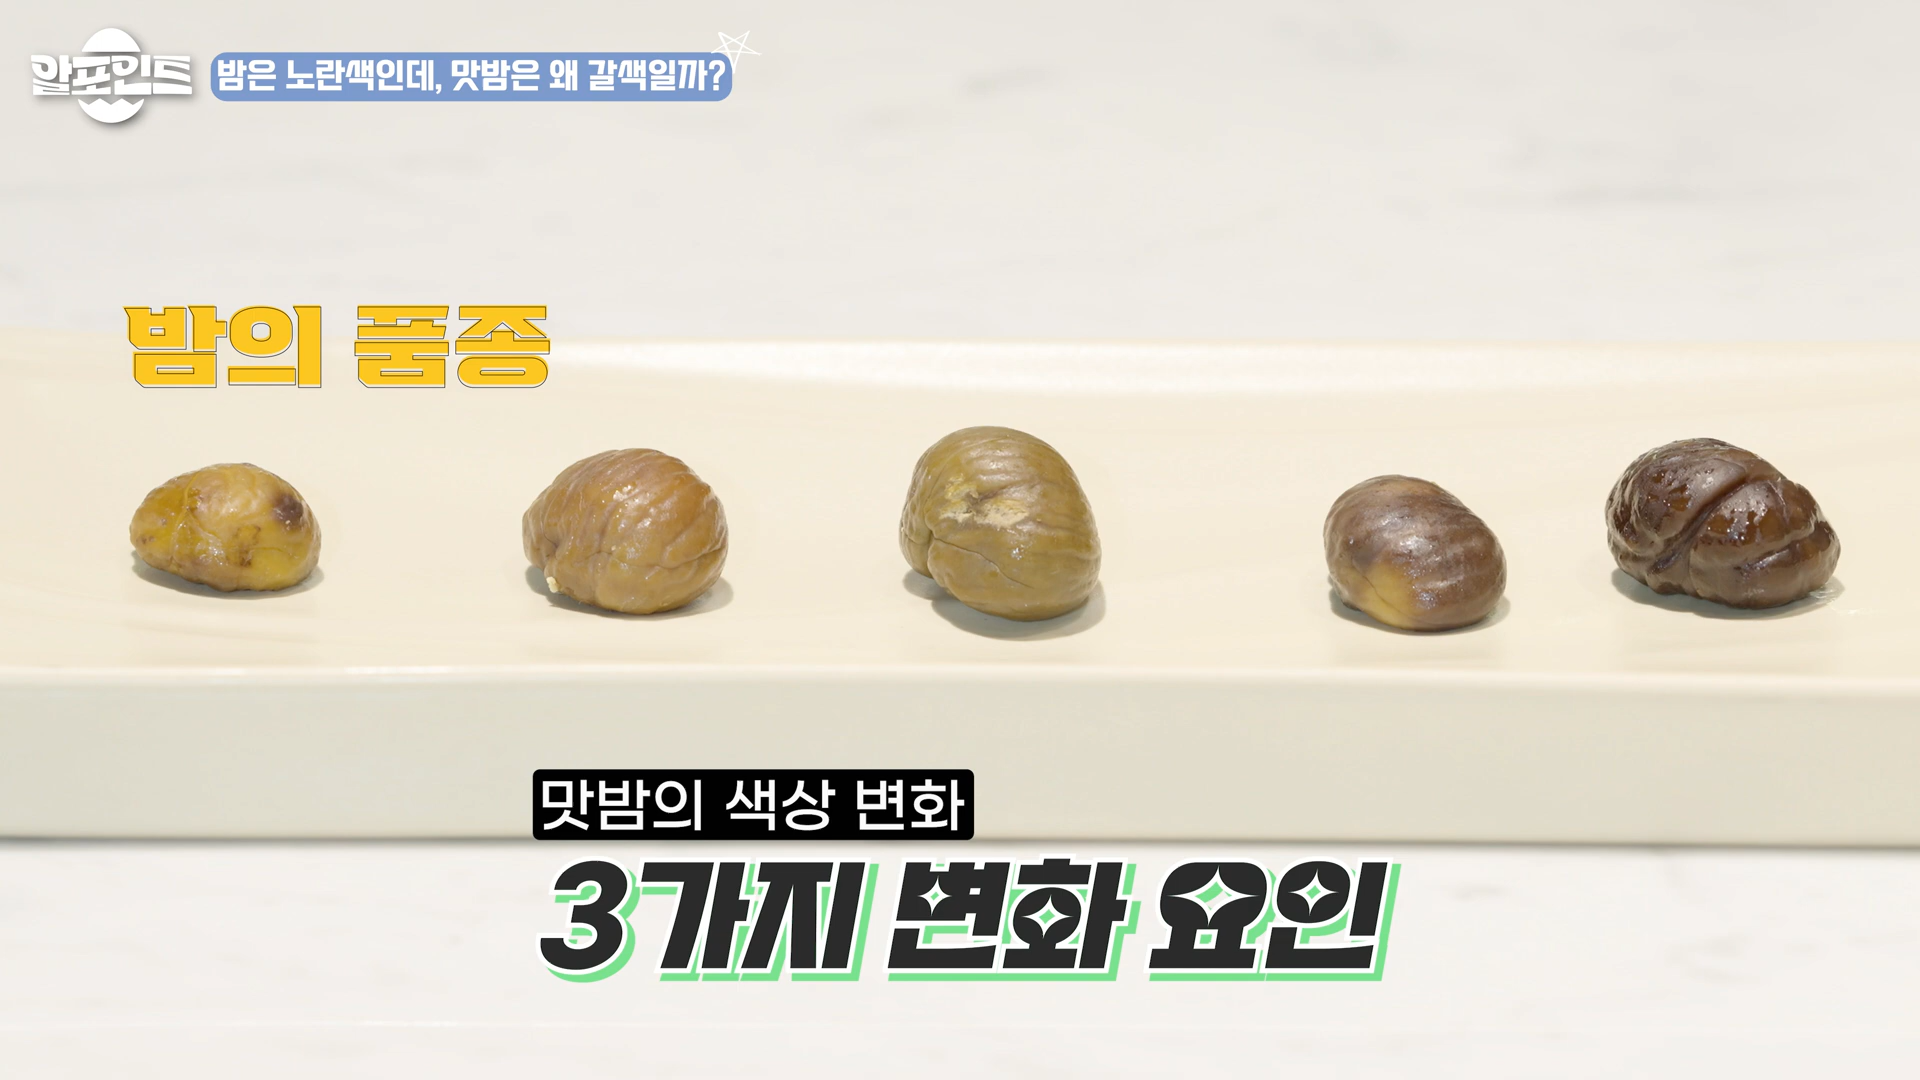 알포인트
밤은 노란색인데, 맛밤은 왜 갈색일까?
밤의 품종
맛밤의 색상 변화
3가지 변화 요인